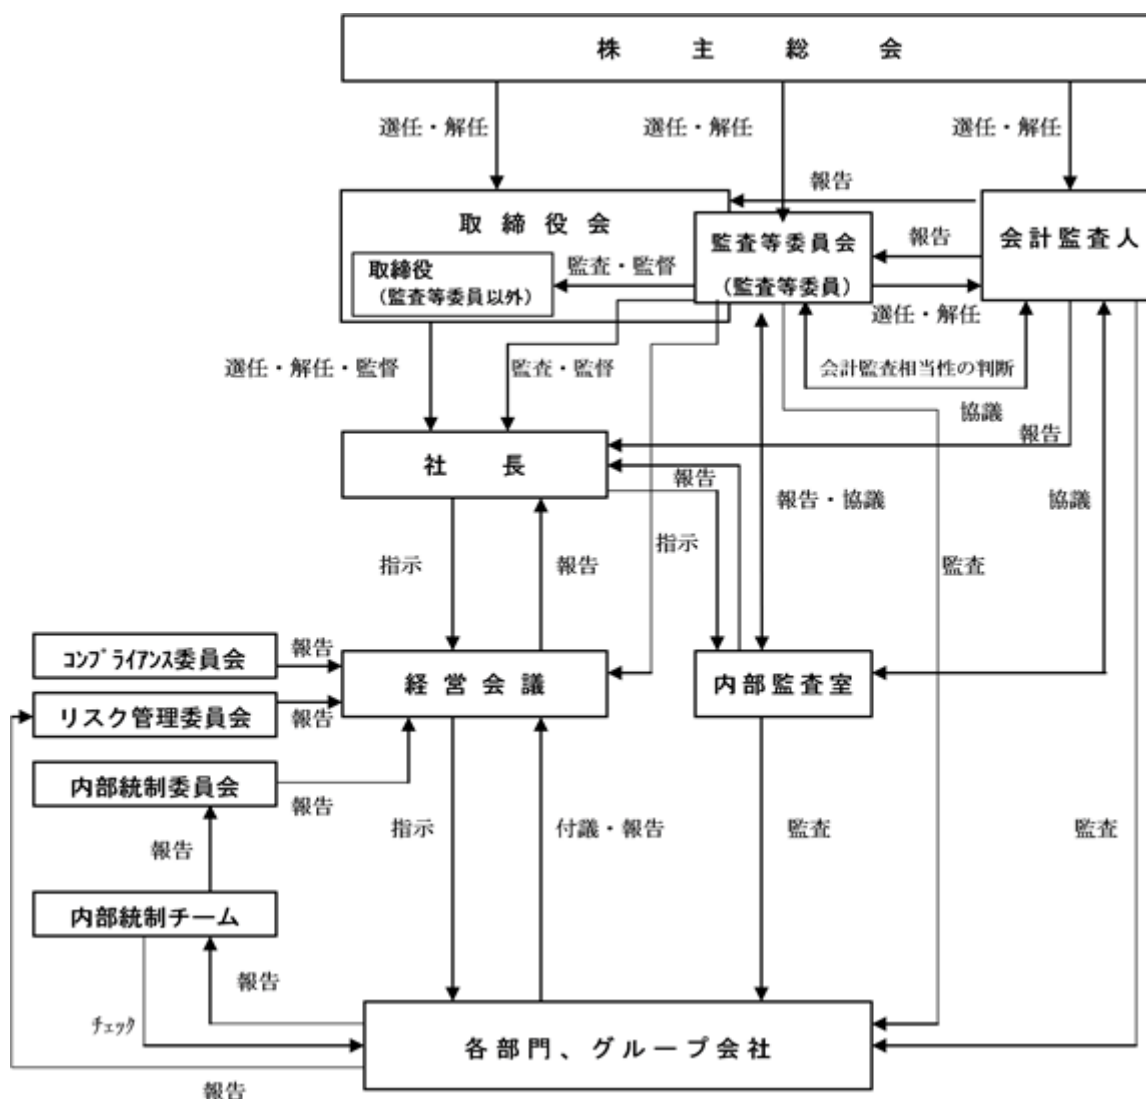 株主総会
選任・解任
選任・解任
選任・解任
報告
取締役会
監査等委員会
(監査等委員)
会計監査人
報告
監査・監督
取締役
(監査等委員以外)
選任・解任
選任・解任・監督
監査・監督
会計監査相当性の判断
協議
報告
社長
報告
報告・協議
協議
指示
報告
指示
監査
コンプライアンス委員会
報告
経営会議
内部監査室
リスク管理委員会
報告
内部統制委員会
報告
指示
付議・報告
監査
監査
報告
内部統制チーム
報告
チェック
各部門、グループ会社
報告